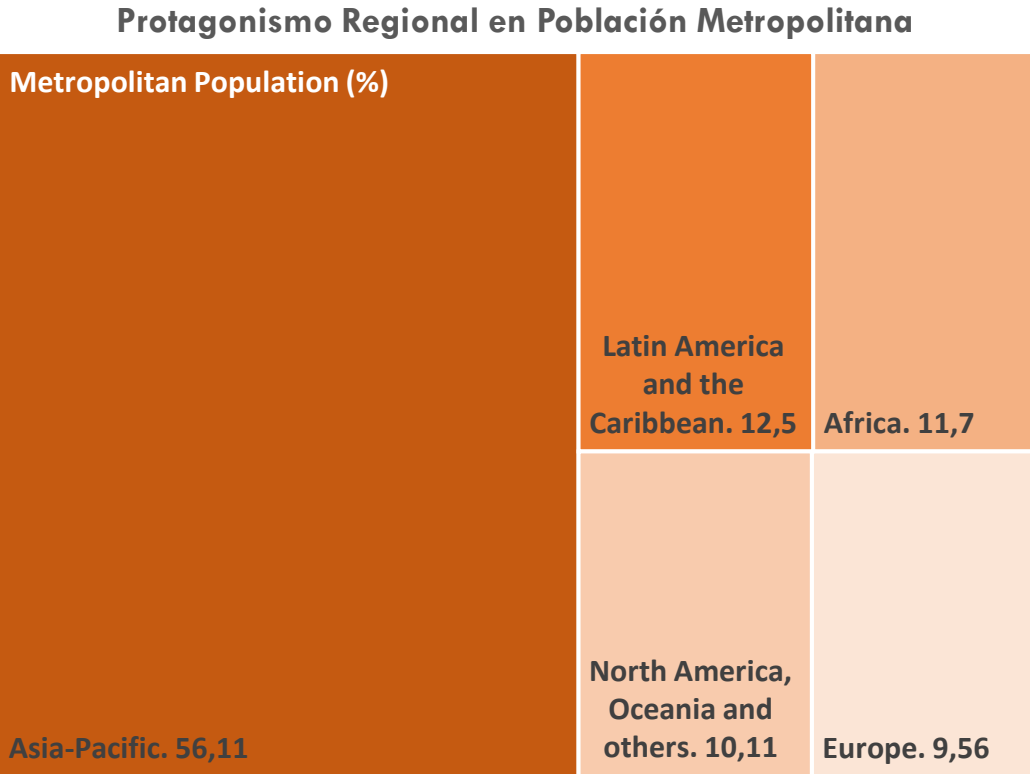 Protagonismo Regional en Población Metropolitana
Metropolitan Population (%)
Asia-Pacific. 56,11
Latin America
and the
Caribbean. 12,5
Africa. 11,7
North America,
Oceania and
others. 10,11
Europe. 9,56